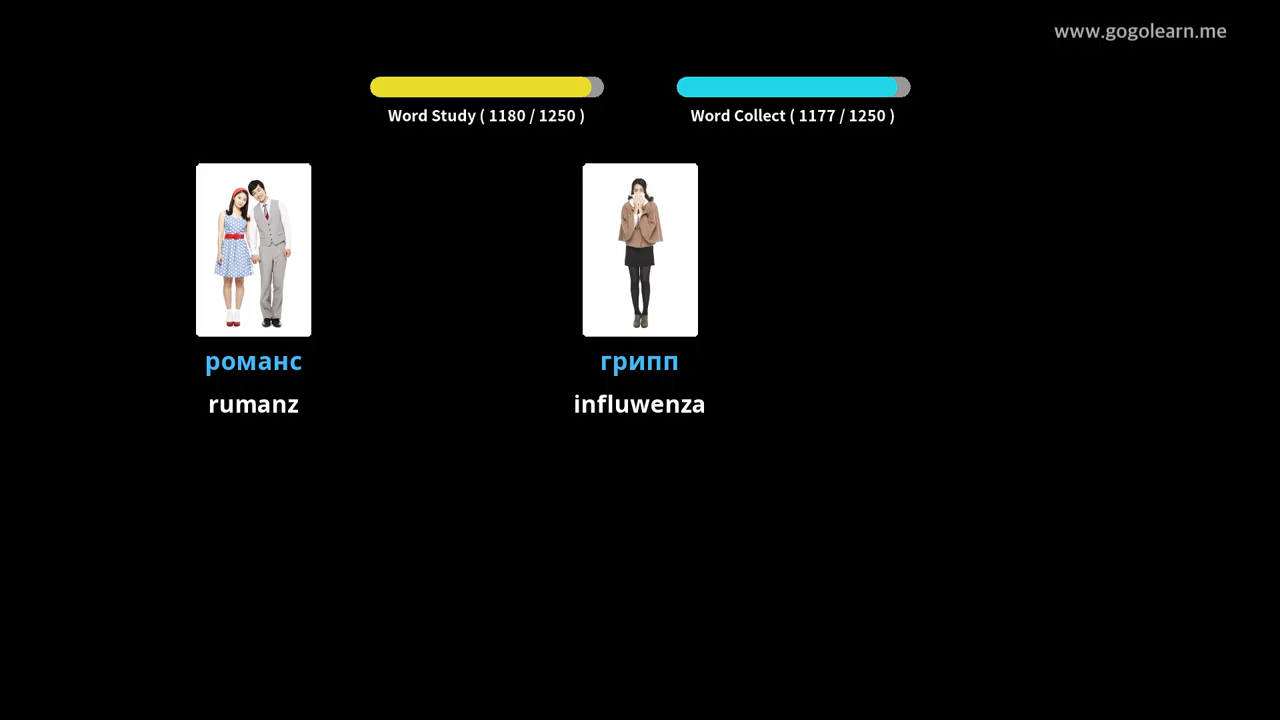 www.gogolearn.me
Word Study ( 1180 / 1250 )
Word Collect ( 1177 / 1250 )
романс
грипп
rumanz
influwenza